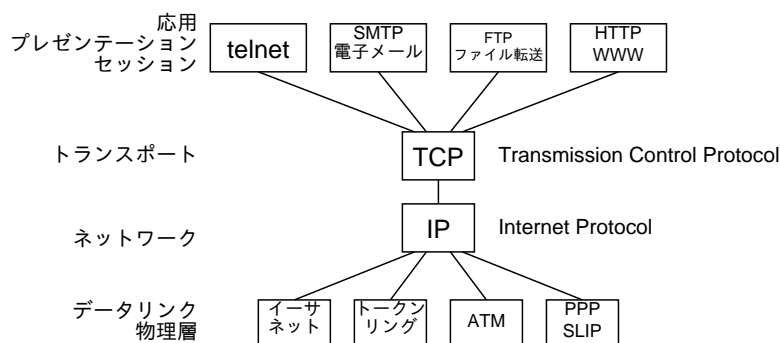 応用
プレゼンテーション
セッション
telnet
SMTP
電子メール
FTP
ファイル転送
HTTP
WWW
トランスポート
TCP
Transmission Control Protocol
ネットワーク
IP
Internet Protocol
データリンク
物理層
イーサ
ネット
トークン
リング
ATM
PPP
SLIP